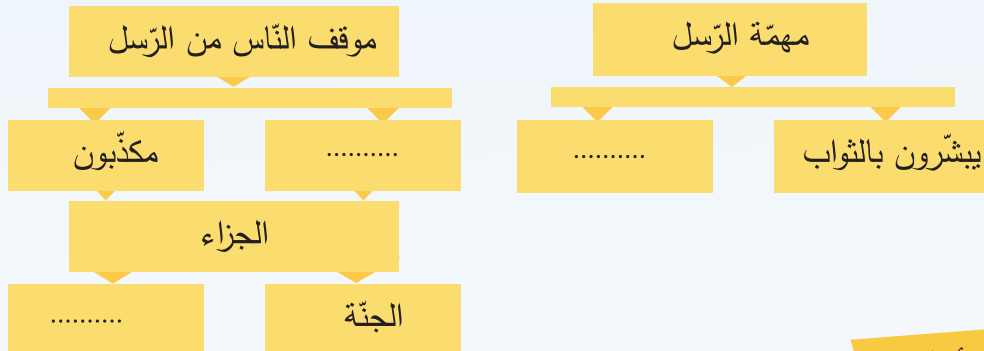 مهمّة الرّسل
يبشّرون بالثواب
..........
موقف النّاس من الرّسل
..........
مكذّبون
الجزاء
الجنّة
..........